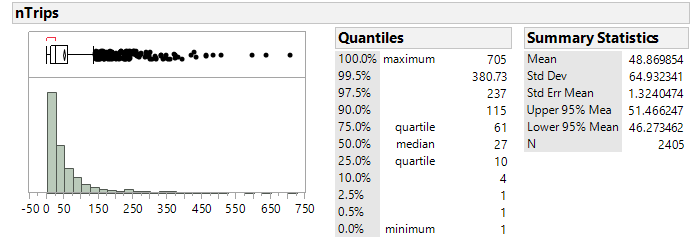 nTrips
-50 0 50 150 250 350 450 550 650 750
Quantiles
100.0% maximum 705
99.5% 380.73
97.5% 237
90.0% 115
75.0% quartile 61
50.0% median 27
25.0% quartile 10
10.0% 4
2.5% 1
0.5% 1
0.0% minimum 1
Summary Statistics
Mean 48.869854
Std Dev 64.932341
Std Err Mean 1.3240474
Upper 95% Mea 51.466247
Lower 95% Mean 46.273462
N 2405